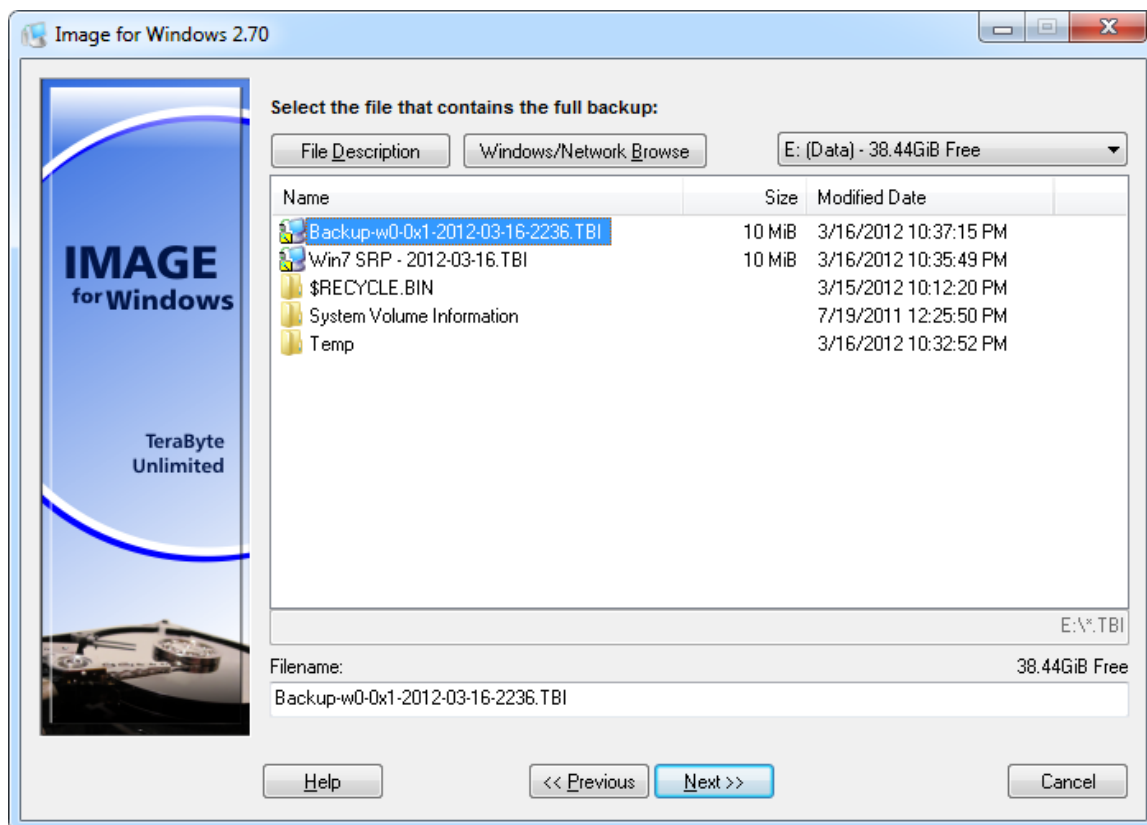 Image for Windows 2.70
IMAGE
for Windows
TeraByte
Unlimited
Select the file that contains the full backup:
File Description Windows/Network Browse E: (Data) - 38.44GiB Free
Name Size Modified Date
Backup-w0-0x1-2012-03-16-2236.TBI 10 MiB 3/16/2012 10:37:15 PM
Win7 SRP - 2012-03-16.TBI 10 MiB 3/16/2012 10:35:49 PM
$RECYCLE.BIN 3/15/2012 10:12:20 PM
System Volume Information 7/19/2011 12:25:50 PM
Temp 3/16/2012 10:32:52 PM
E:\*.TBI
Filename: 38.44GiB Free
Backup-w0-0x1-2012-03-16-2236.TBI
Help << Previous Next >> Cancel